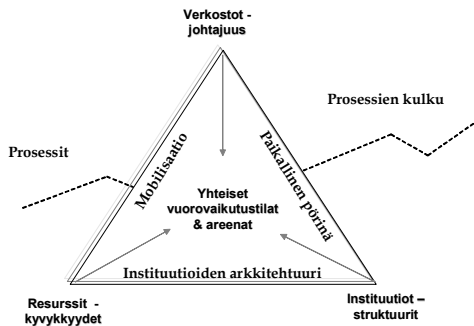 Verkostot -
johtajuus
Prosessien kulku
Prosessit
Mobilisaatio
Paikallinen pörinä
Yhteiset
vuorovaikutustilat
& areenat
Instituutioiden arkkitehtuuri
Resurssit -
kyvykkyydet
Instituutiot –
struktuurit